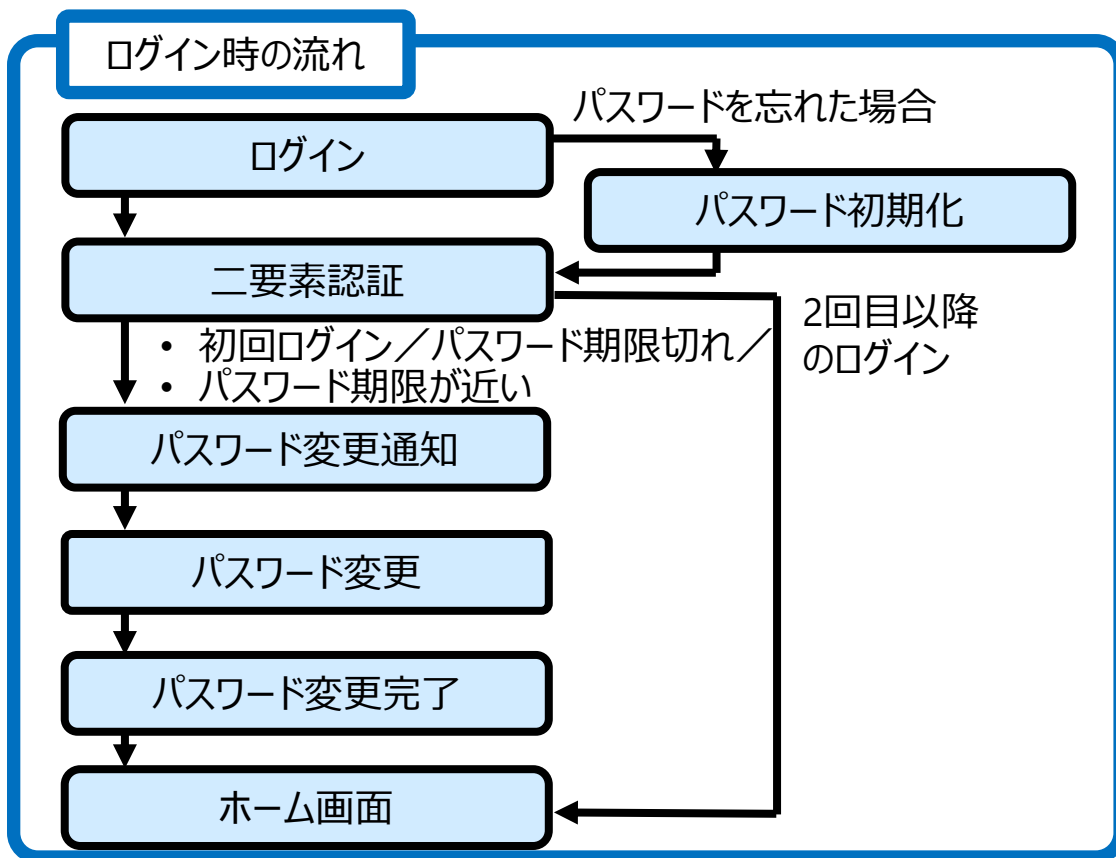 ログイン時の流れ
パスワードを忘れた場合
ログイン
パスワード初期化
二要素認証
2回目以降
のログイン
• 初回ログイン／パスワード期限切れ／
• パスワード期限が近い
パスワード変更通知
パスワード変更
パスワード変更完了
ホーム画面